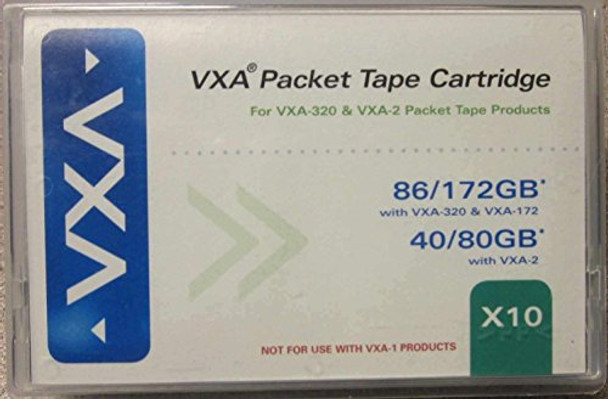 VXA
VXA® Packet Tape Cartridge
For VXA-320 & VXA-2 Packet Tape Products
86/172GB*
with VXA-320 & VXA-172
40/80GB*
with VXA-2
X10
NOT FOR USE WITH VXA-1 PRODUCTS